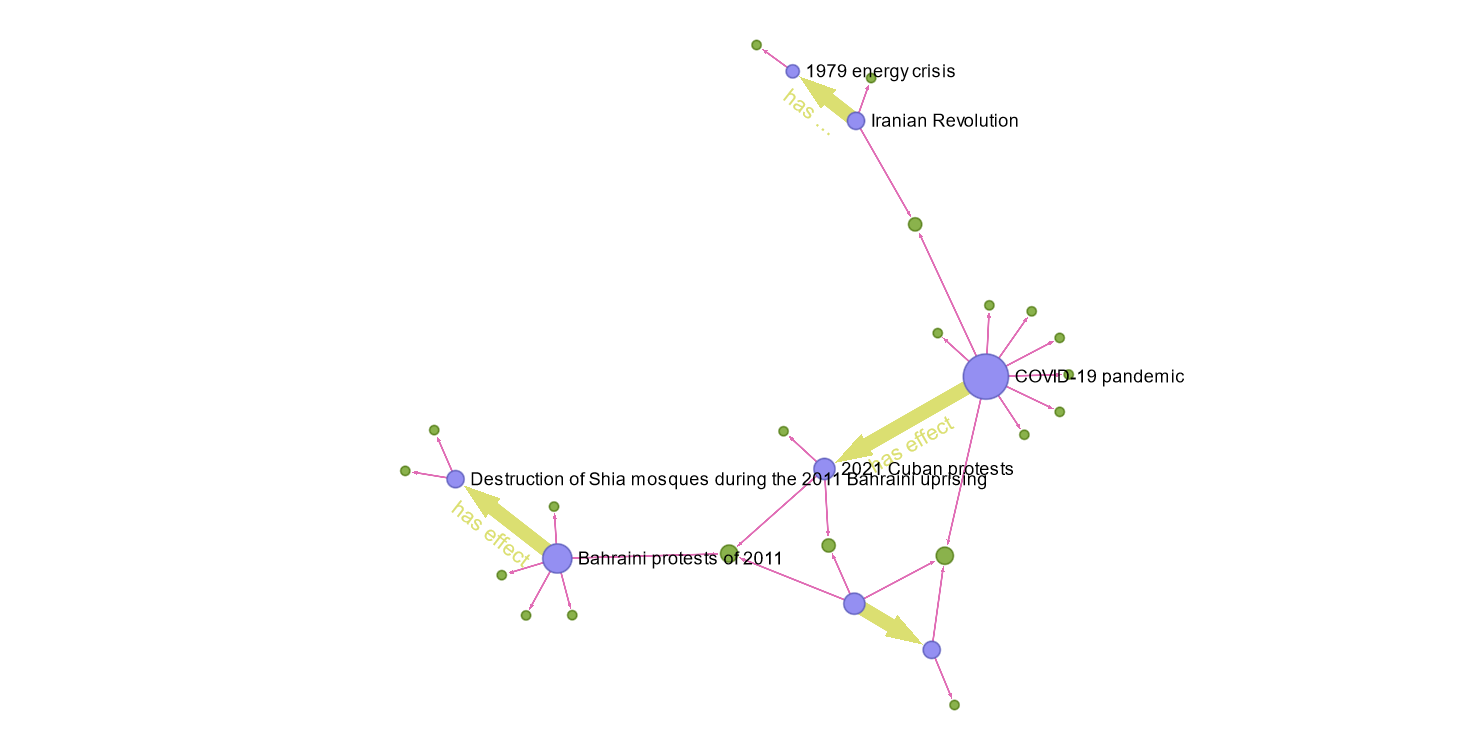 1979 energy crisis
has ...
Iranian Revolution
COVID-19 pandemic
has effect
2021 Cuban protests
Destruction of Shia mosques during the 2011 Bahraini uprising
has effect
Bahraini protests of 2011